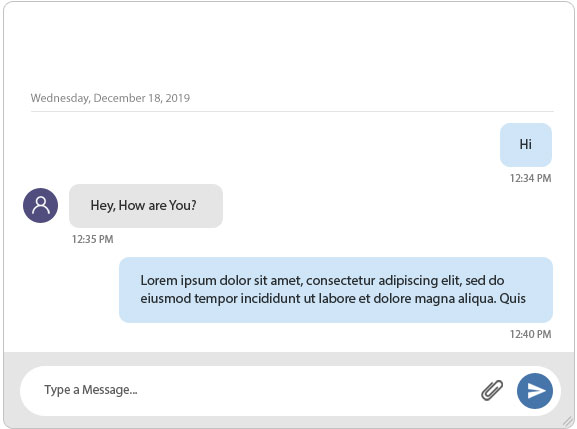 Wednesday, December 18, 2019
Hi
12:34 PM
Hey, How are You?
12:35 PM
Lorem ipsum dolor sit amet, consectetur adipiscing elit, sed do
eiusmod tempor incididunt ut labore et dolore magna aliqua. Quis
12:40 PM
Type a Message...